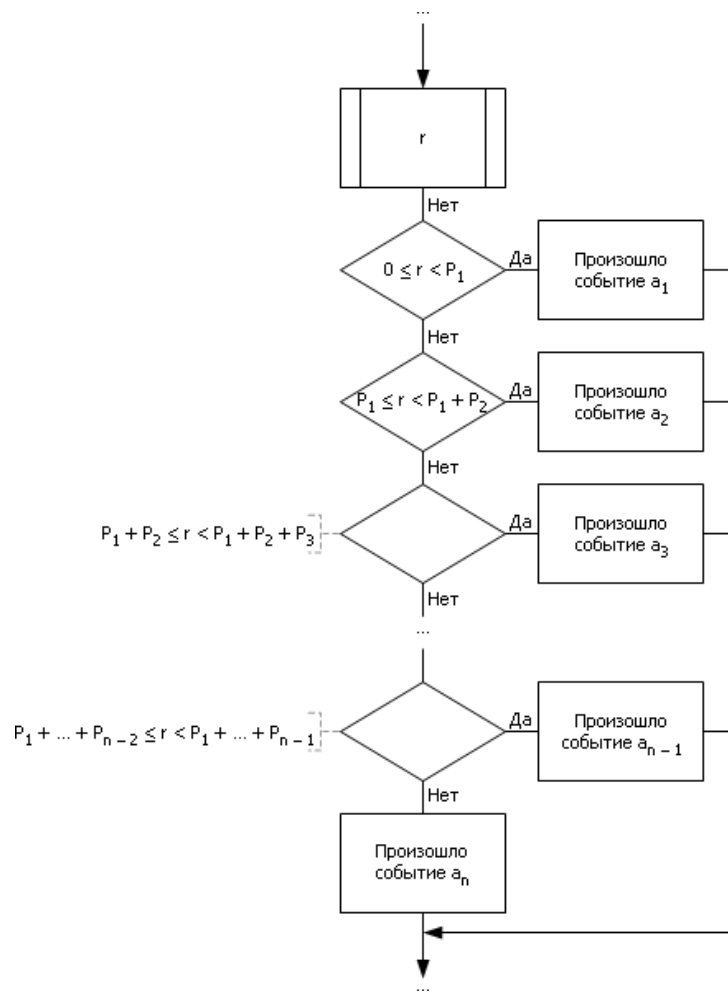 ...
r
Нет
0 ≤ r < P₁
Да
Произошло
событие a₁
Нет
P₁ ≤ r < P₁ + P₂
Да
Произошло
событие a₂
Нет
P₁ + P₂ ≤ r < P₁ + P₂ + P₃
Да
Произошло
событие a₃
Нет
...
P₁ + ... + Pₙ₋₂ ≤ r < P₁ + ... + Pₙ₋₁
Да
Произошло
событие aₙ₋₁
Нет
Произошло
событие aₙ
...